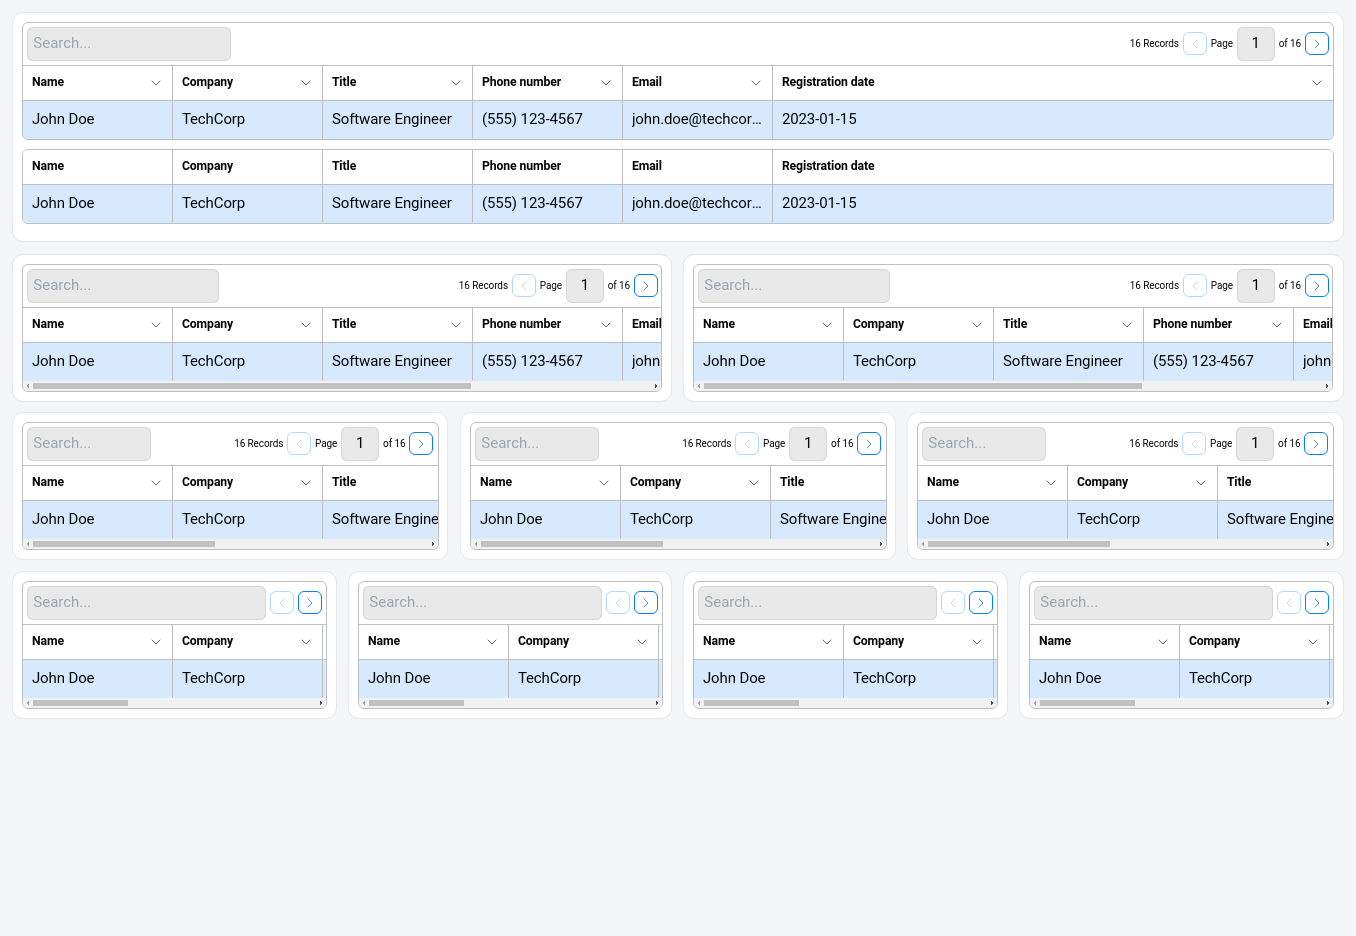 Search... 16 Records Page 1 of 16
Name Company Title Phone number Email Registration date
John Doe TechCorp Software Engineer (555) 123-4567 john.doe@techcor... 2023-01-15
Name Company Title Phone number Email Registration date
John Doe TechCorp Software Engineer (555) 123-4567 john.doe@techcor... 2023-01-15
Search... 16 Records Page 1 of 16
Name Company Title Phone number Email
John Doe TechCorp Software Engineer (555) 123-4567 john
Search... 16 Records Page 1 of 16
Name Company Title Phone number Email
John Doe TechCorp Software Engineer (555) 123-4567 john
Search... 16 Records Page 1 of 16
Name Company Title
John Doe TechCorp Software Engine
Search... 16 Records Page 1 of 16
Name Company Title
John Doe TechCorp Software Engine
Search... 16 Records Page 1 of 16
Name Company Title
John Doe TechCorp Software Engine
Search...
Name Company
John Doe TechCorp
Search...
Name Company
John Doe TechCorp
Search...
Name Company
John Doe TechCorp
Search...
Name Company
John Doe TechCorp